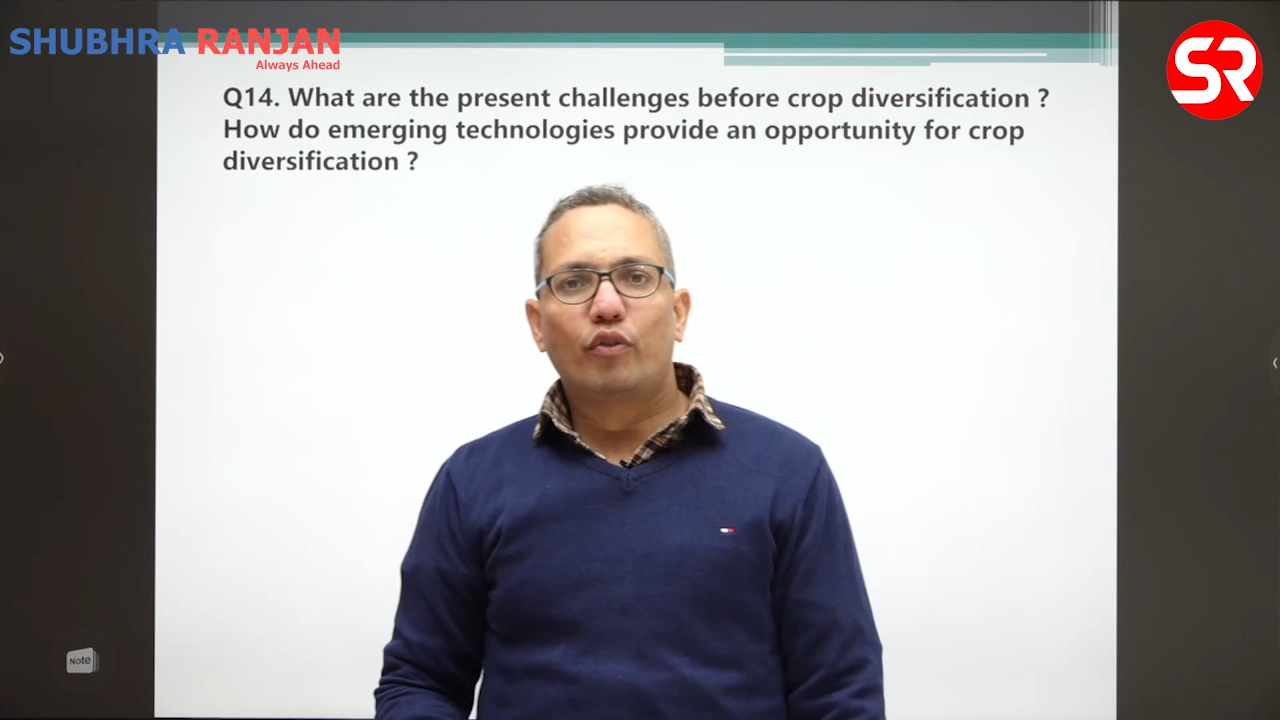 SHUBHRA RANJAN
Always Ahead
SR
Q14. What are the present challenges before crop diversification ?
How do emerging technologies provide an opportunity for crop
diversification ?
Note